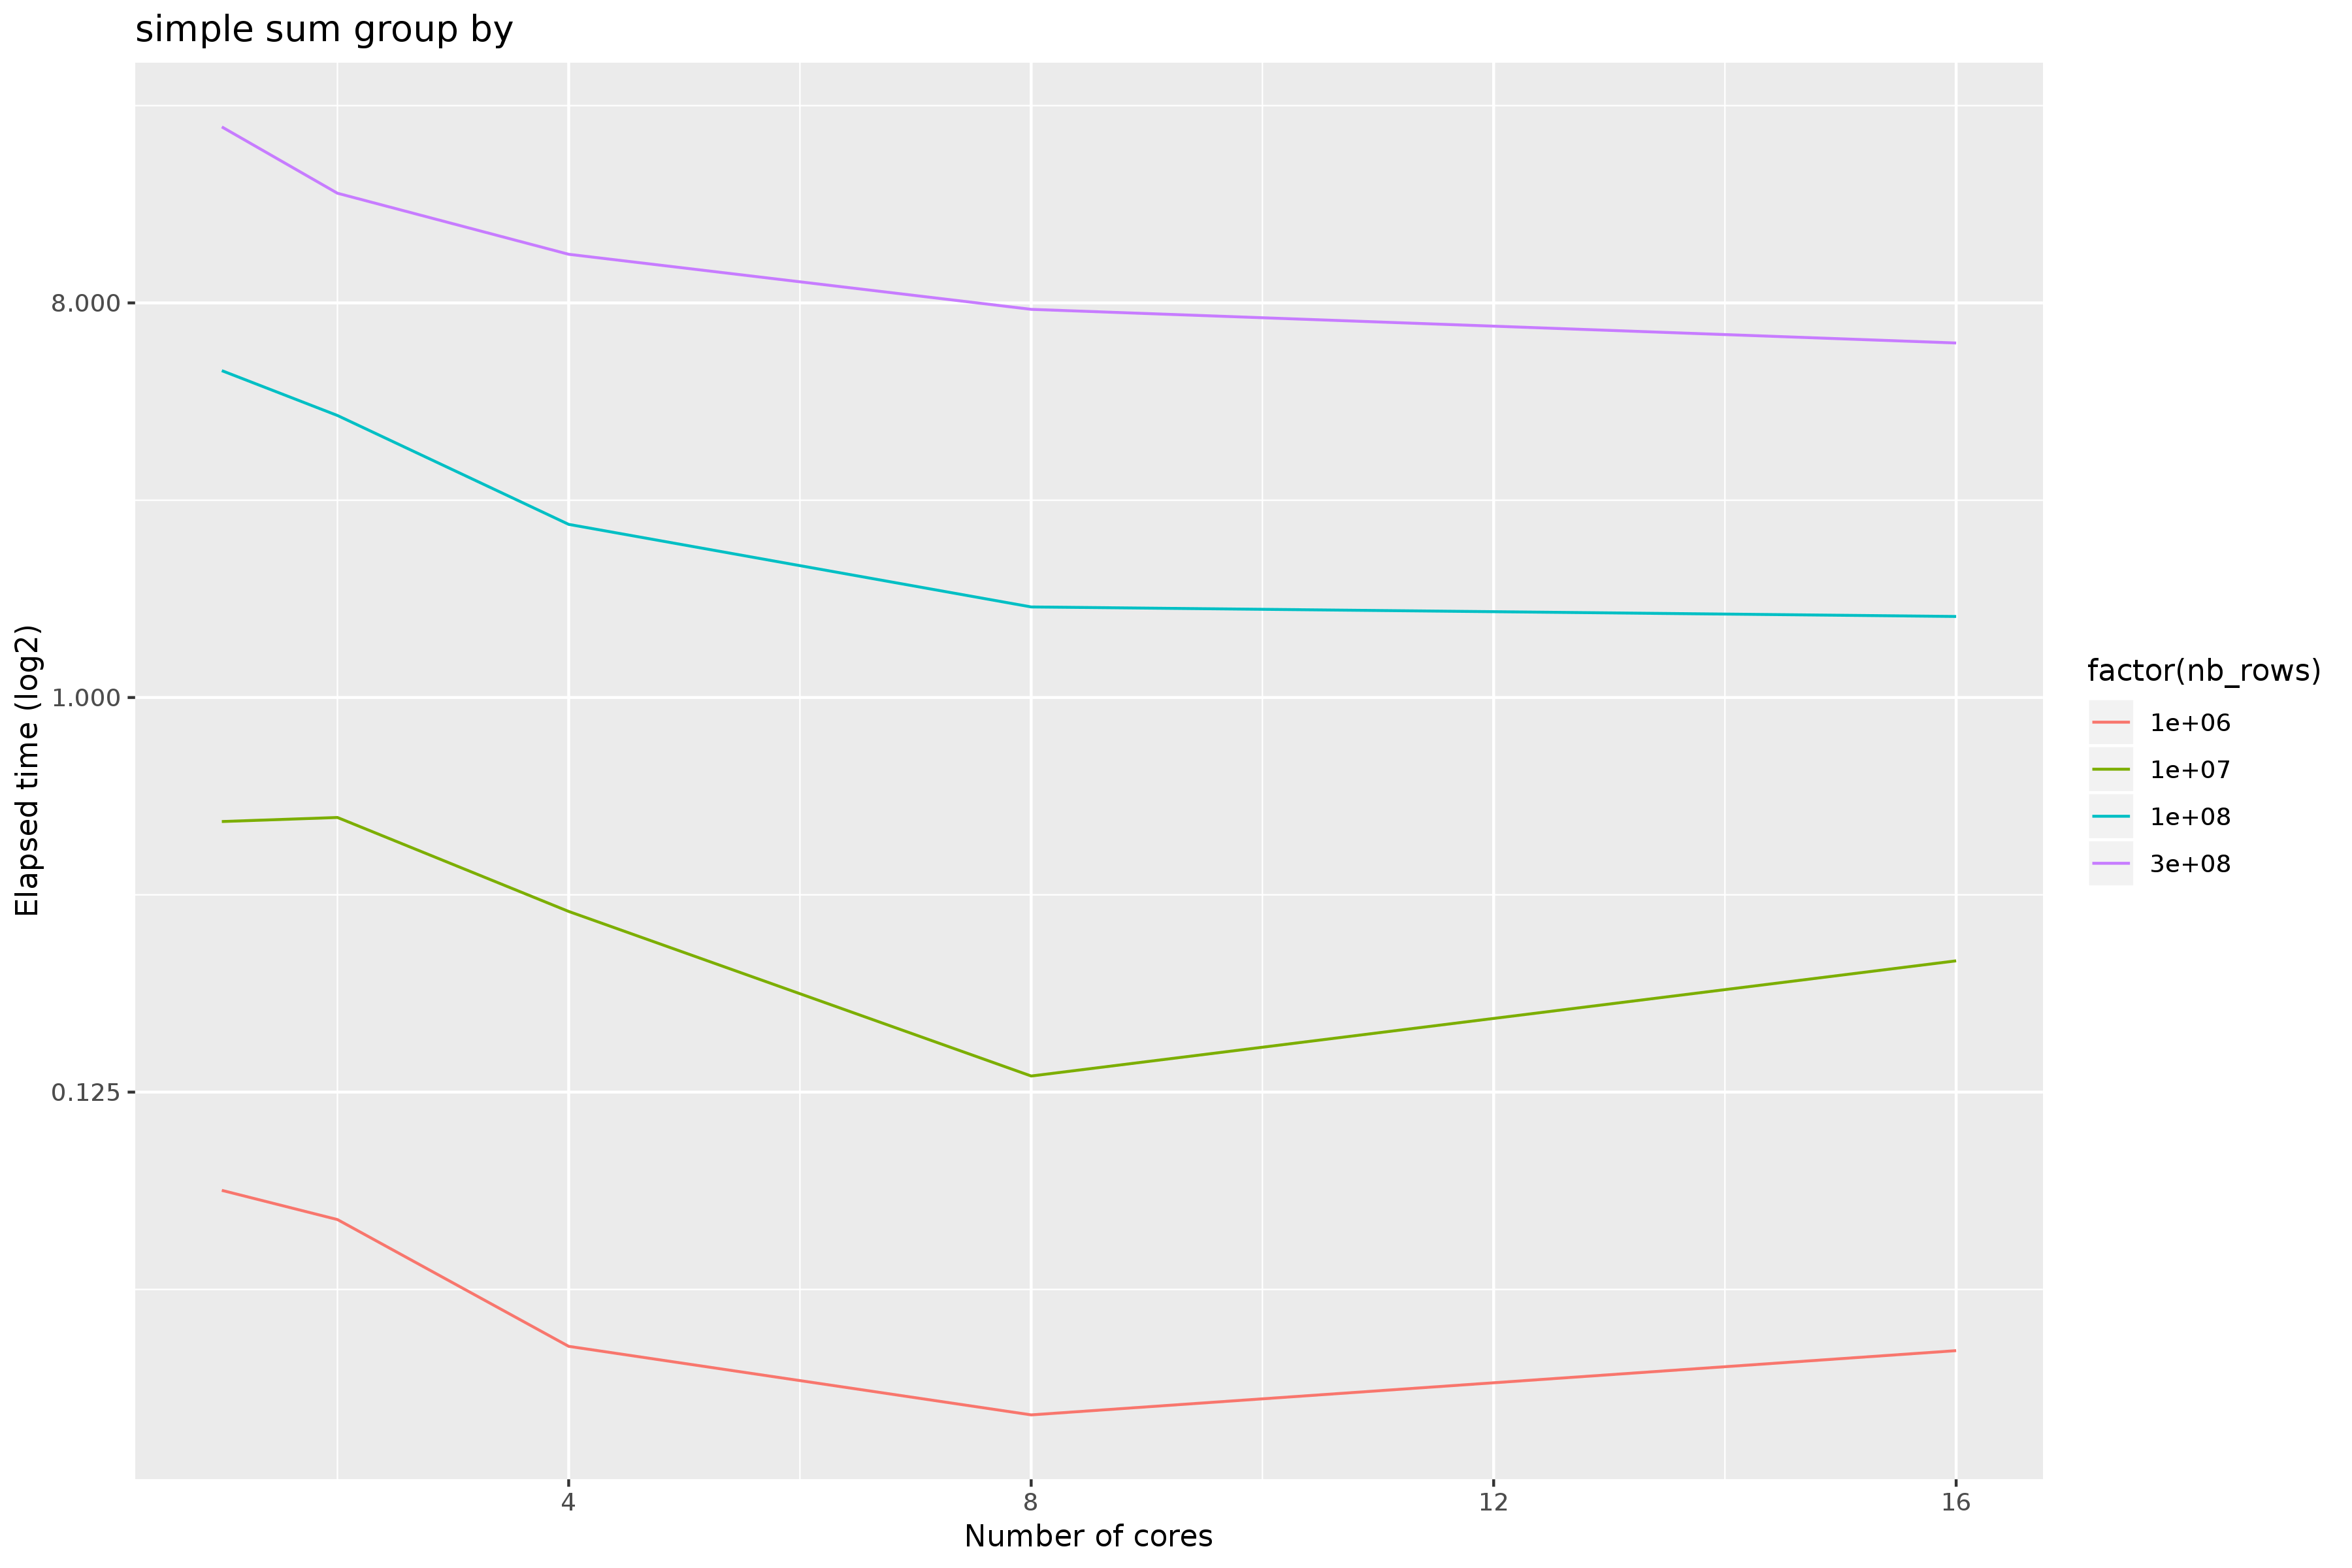 simple sum group by
Elapsed time (log2)
8.000
1.000
0.125
4
8
12
16
Number of cores
factor(nb_rows)
1e+06
1e+07
1e+08
3e+08